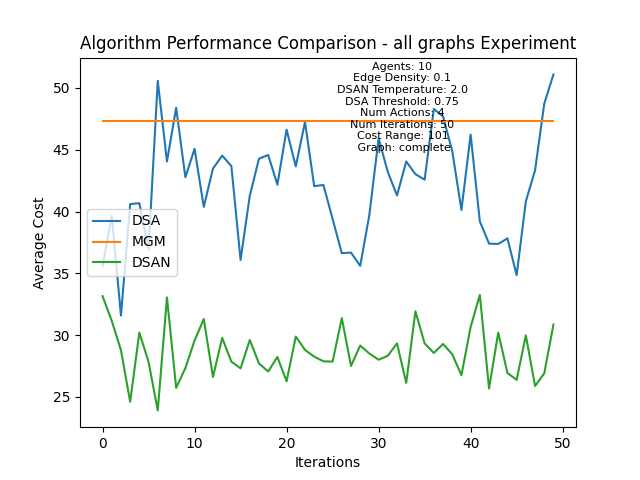 Algorithm Performance Comparison - all graphs Experiment
Agents: 10
Edge Density: 0.1
DSAN Temperature: 2.0
DSA Threshold: 0.75
Num Actions: 4
Num Iterations: 50
Cost Range: 101
Graph: complete
50
45
40
35
30
25
Average Cost
DSA
MGM
DSAN
0
10
20
30
40
50
Iterations